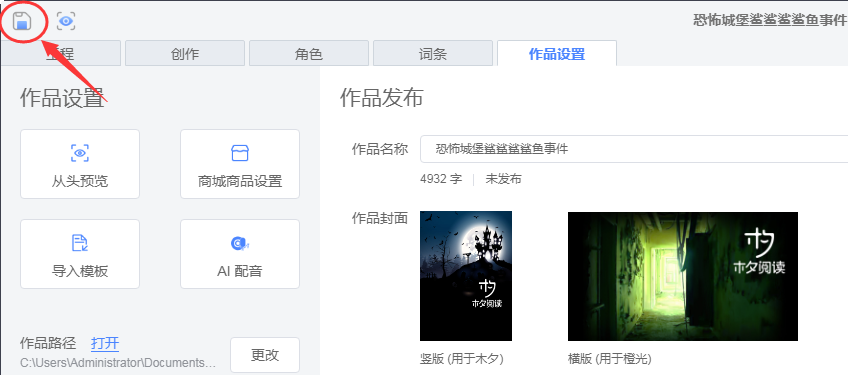 恐怖城堡鲨鲨鲨鲨鱼事件
工程 创作 角色 词条 作品设置
作品设置
作品发布
从头预览
商城商品设置
导入模板
AI 配音
作品路径 打开
C:\Users\Administrator\Documents...
更改
作品名称 恐怖城堡鲨鲨鲨鲨鱼事件
4932 字 未发布
作品封面
木夕阅读
木夕阅读
竖版 (用于木夕)
横版 (用于橙光)